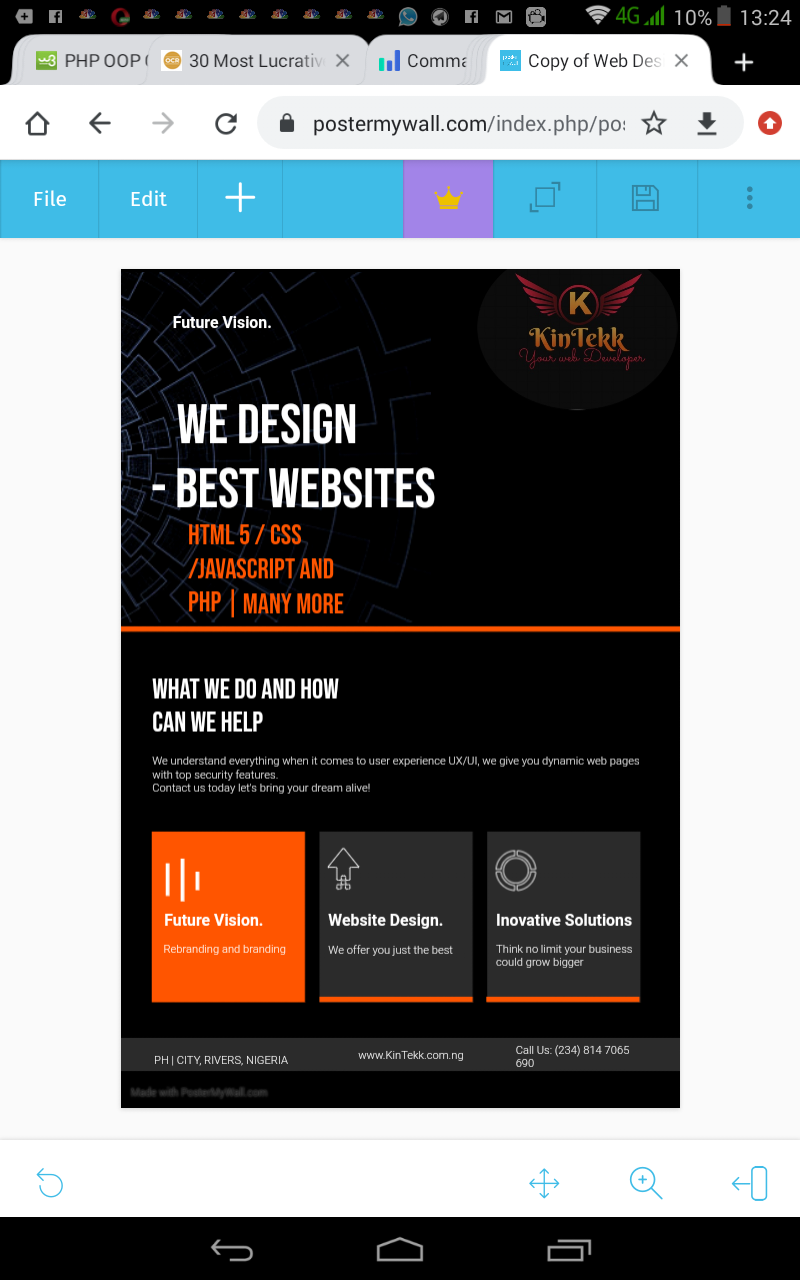 4G 10% 13:24
PHP OOP
30 Most Lucrativ
Comma
Copy of Web Des
postermywall.com/index.php/pos
File
Edit
Future Vision.
K
KinTekk
Your web Developer
WE DESIGN
- BEST WEBSITES
HTML 5 / CSS
/JAVASCRIPT AND
PHP | MANY MORE
WHAT WE DO AND HOW
CAN WE HELP
We understand everything when it comes to user experience UX/UI, we give you dynamic web pages
with top security features.
Contact us today let's bring your dream alive!
Future Vision.
Rebranding and branding
Website Design.
We offer you just the best
Inovative Solutions
Think no limit your business
could grow bigger
PH | CITY, RIVERS, NIGERIA
www.KinTekk.com.ng
Call Us: (234) 814 7065
690
Made with PosterMyWall.com